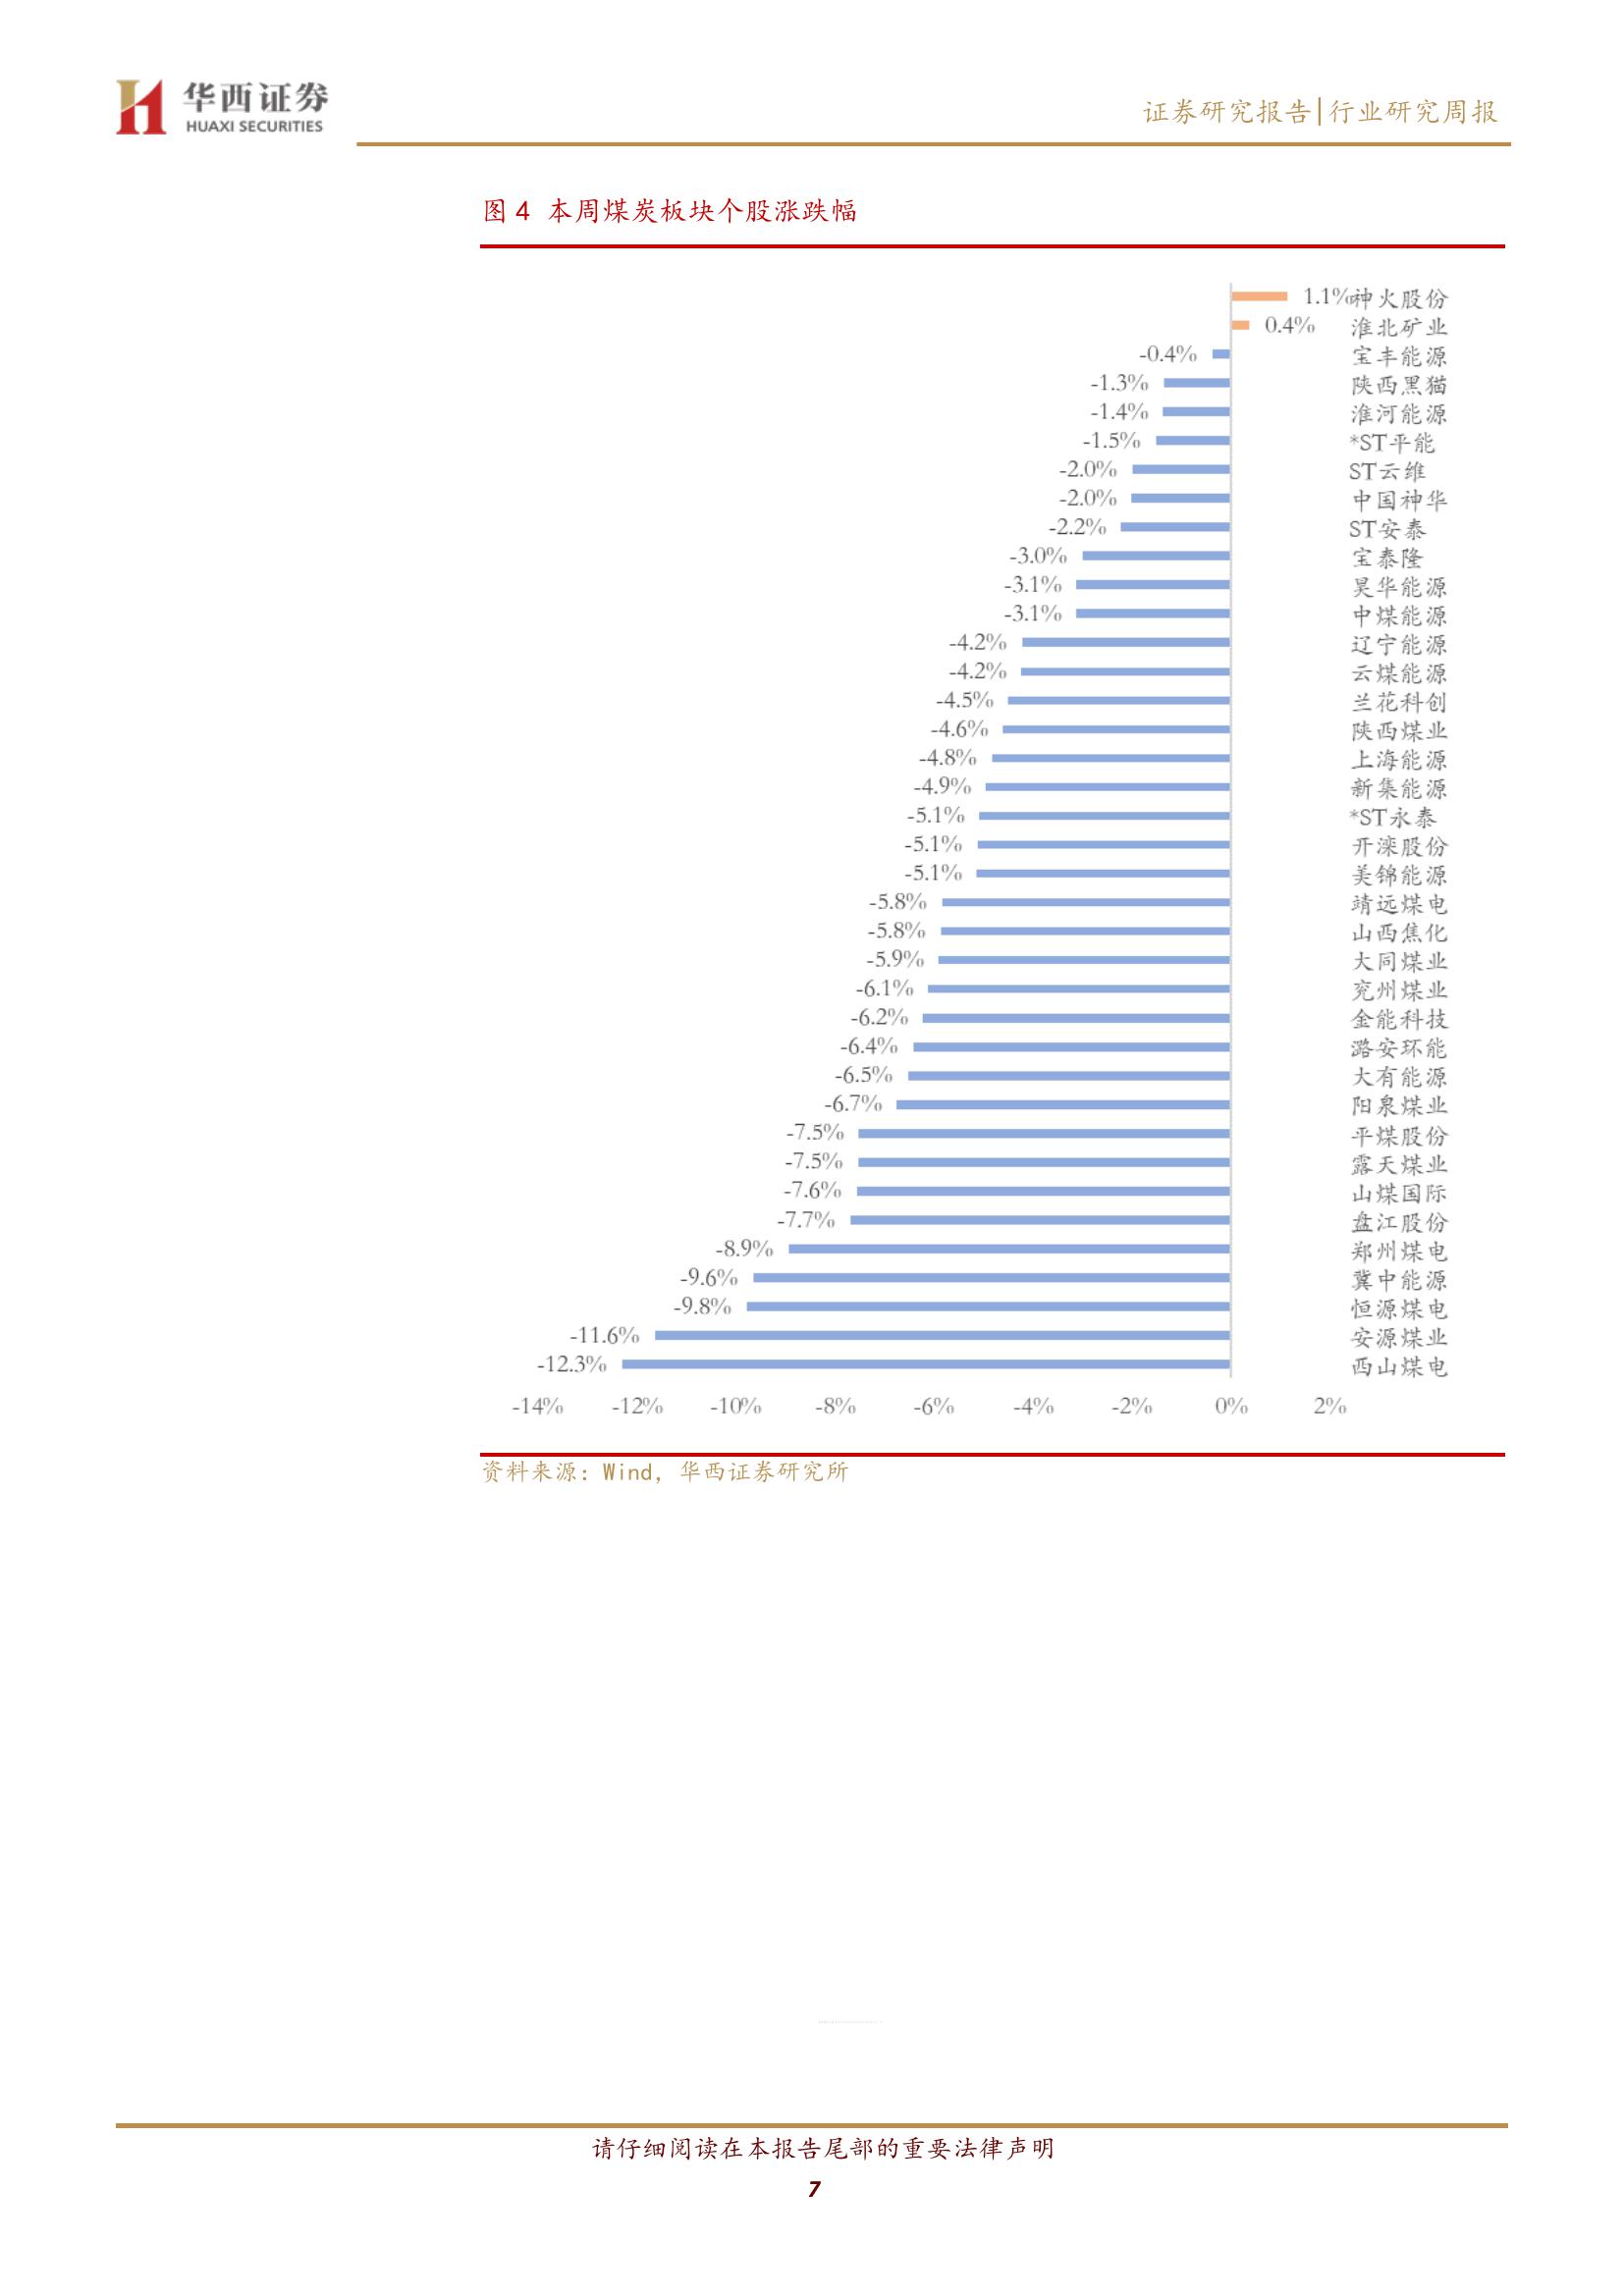 华西证券
HUAXI SECURITIES
证券研究报告|行业研究周报
图 4 本周煤炭板块个股涨跌幅
1.1% 神火股份
0.4% 淮北矿业
-0.4% 宝丰能源
-1.3% 陕西黑猫
-1.4% 淮河能源
-1.5% *ST平能
-2.0% ST云维
-2.0% 中国神华
-2.2% ST安泰
-3.0% 宝泰隆
-3.1% 昊华能源
-3.1% 中煤能源
-4.2% 辽宁能源
-4.2% 云煤能源
-4.5% 兰花科创
-4.6% 陕西煤业
-4.8% 上海能源
-4.9% 新集能源
-5.1% *ST永泰
-5.1% 开滦股份
-5.1% 美锦能源
-5.8% 靖远煤电
-5.8% 山西焦化
-5.9% 大同煤业
-6.1% 兖州煤业
-6.2% 金能科技
-6.4% 潞安环能
-6.5% 大有能源
-6.7% 阳泉煤业
-7.5% 平煤股份
-7.5% 露天煤业
-7.6% 山煤国际
-7.7% 盘江股份
-8.9% 郑州煤电
-9.6% 冀中能源
-9.8% 恒源煤电
-11.6% 安源煤业
-12.3% 西山煤电
-14% -12% -10% -8% -6% -4% -2% 0% 2%
资料来源：Wind，华西证券研究所
请仔细阅读在本报告尾部的重要法律声明
7